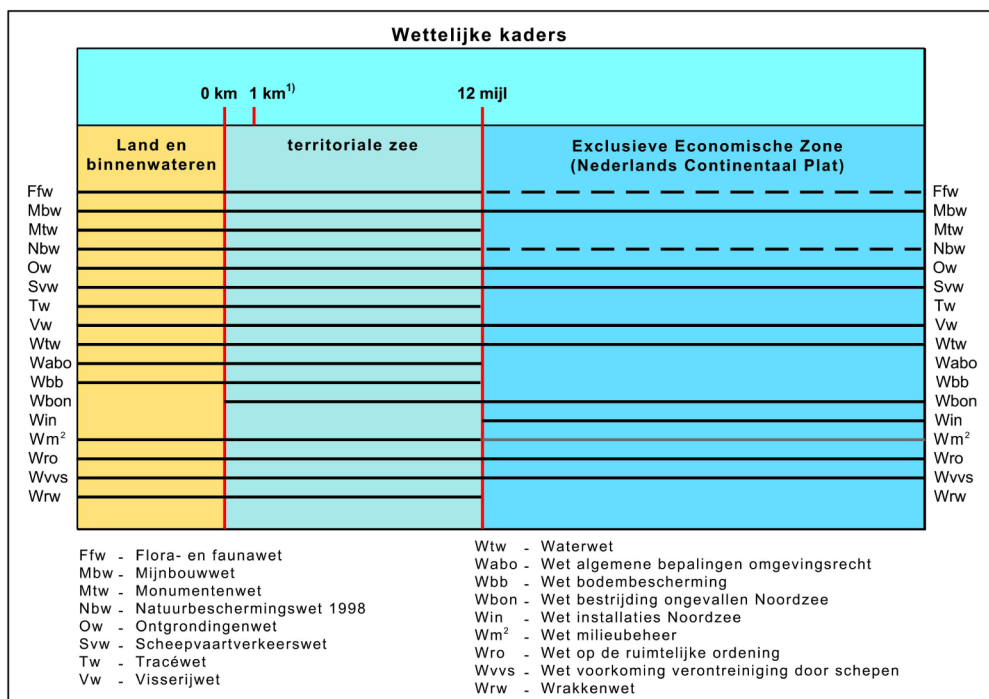 Wettelijke kaders
0 km 1 km¹⁾ 12 mijl
Land en
binnenwateren
territoriale zee
Exclusieve Economische Zone
(Nederlands Continentaal Plat)
Ffw Ffw
Mbw Mbw
Mtw Mtw
Nbw Nbw
Ow Ow
Svw Svw
Tw Tw
Vw Vw
Wtw Wtw
Wabo Wabo
Wbb Wbb
Wbon Wbon
Win Win
Wm² Wm²
Wro Wro
Wvvs Wvvs
Wrw Wrw
Ffw - Flora- en faunawet
Mbw - Mijnbouwwet
Mtw - Monumentenwet
Nbw - Natuurbeschermingswet 1998
Ow - Ontgrondingenwet
Svw - Scheepvaartverkeerswet
Tw - Tracéwet
Vw - Visserijwet
Wtw - Waterwet
Wabo - Wet algemene bepalingen omgevingsrecht
Wbb - Wet bodembescherming
Wbon - Wet bestrijding ongevallen Noordzee
Win - Wet installaties Noordzee
Wm² - Wet milieubeheer
Wro - Wet op de ruimtelijke ordening
Wvvs - Wet voorkoming verontreiniging door schepen
Wrw - Wrakkenwet